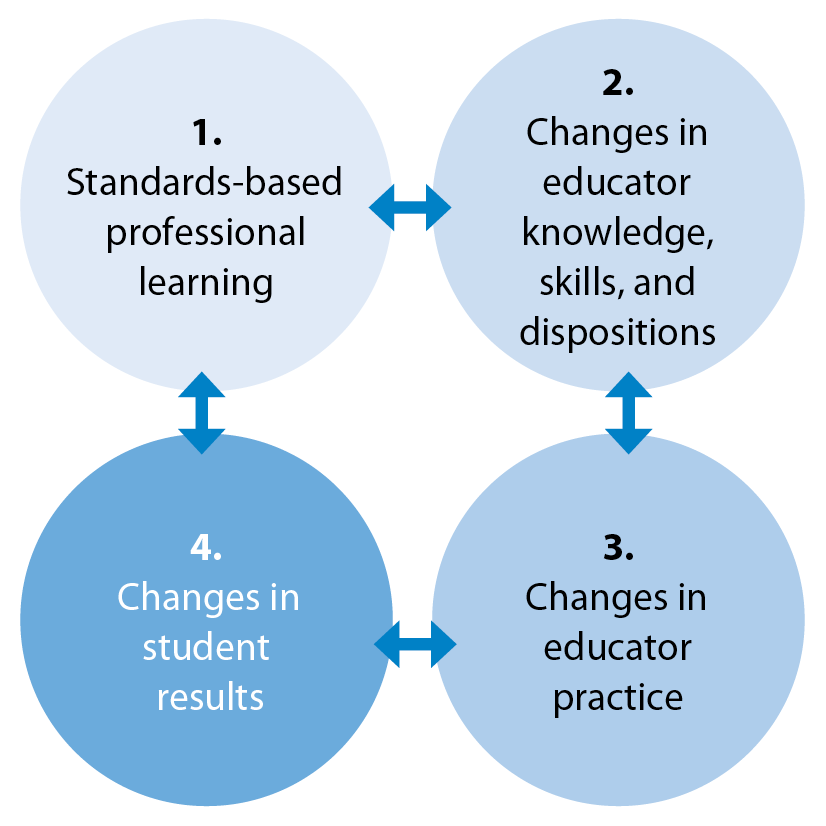 1.
Standards-based
professional
learning
2.
Changes in
educator
knowledge,
skills, and
dispositions
4.
Changes in
student
results
3.
Changes in
educator
practice